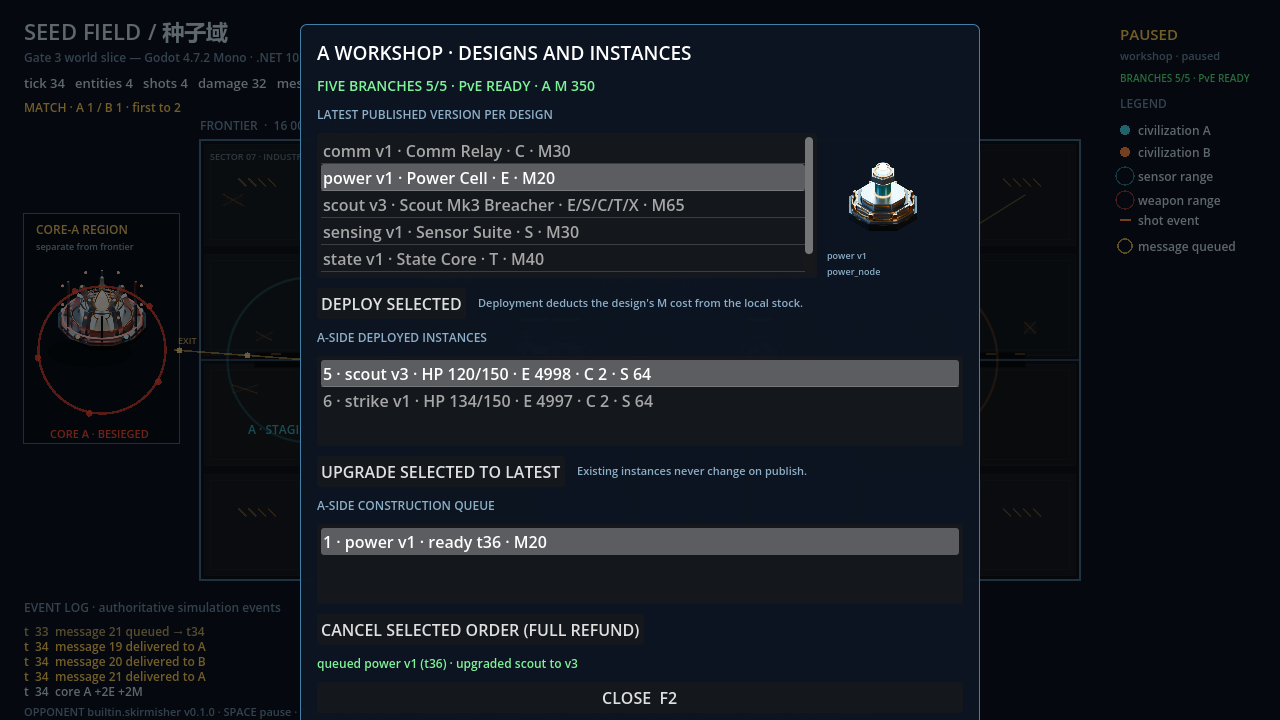 SEED FIELD / 种子域
Gate 3 world slice — Godot 4.7.2 Mono · .NET 10
tick 34 entities 4 shots 4 damage 32 mes
MATCH · A 1 / B 1 · first to 2
FRONTIER · 16 00
SECTOR 07 · INDUST
CORE-A REGION
separate from frontier
EXIT
CORE A · BESIEGED
A · STAGI
EVENT LOG · authoritative simulation events
t 33 message 21 queued → t34
t 34 message 19 delivered to A
t 34 message 20 delivered to B
t 34 message 21 delivered to A
t 34 core A +2E +2M
OPPONENT builtin.skirmisher v0.1.0 · SPACE pause ·
A WORKSHOP · DESIGNS AND INSTANCES
FIVE BRANCHES 5/5 · PvE READY · A M 350
LATEST PUBLISHED VERSION PER DESIGN
comm v1 · Comm Relay · C · M30
power v1 · Power Cell · E · M20
scout v3 · Scout Mk3 Breacher · E/S/C/T/X · M65
sensing v1 · Sensor Suite · S · M30
state v1 · State Core · T · M40
power v1
power_node
DEPLOY SELECTED
Deployment deducts the design's M cost from the local stock.
A-SIDE DEPLOYED INSTANCES
5 · scout v3 · HP 120/150 · E 4998 · C 2 · S 64
6 · strike v1 · HP 134/150 · E 4997 · C 2 · S 64
UPGRADE SELECTED TO LATEST
Existing instances never change on publish.
A-SIDE CONSTRUCTION QUEUE
1 · power v1 · ready t36 · M20
CANCEL SELECTED ORDER (FULL REFUND)
queued power v1 (t36) · upgraded scout to v3
CLOSE F2
PAUSED
workshop · paused
BRANCHES 5/5 · PvE READY
LEGEND
civilization A
civilization B
sensor range
weapon range
shot event
message queued